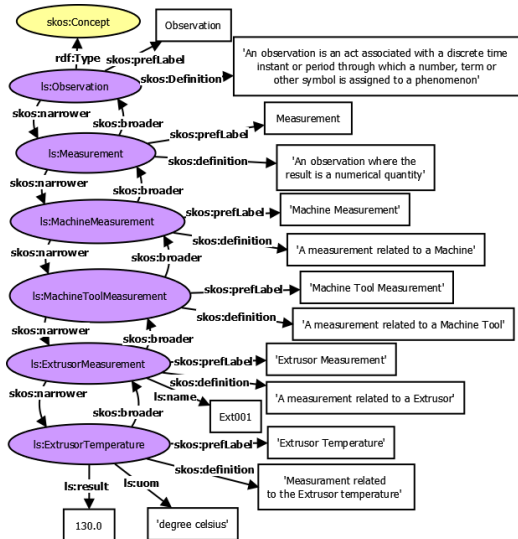 skos:Concept
Observation
rdf:Type
skos:prefLabel
'An observation is an act associated with a discrete time
instant or period through which a number, term or
other symbol is assigned to a phenomenon'
skos:Definition
ls:Observation
skos:narrower
skos:broader
skos:prefLabel
Measurement
ls:Measurement
skos:definition
'An observation where the
result is a numerical quantity'
skos:narrower
skos:broader
skos:prefLabel
'Machine Measurement'
ls:MachineMeasurement
skos:definition
'A measurement related to a Machine'
skos:narrower
skos:broader
skos:prefLabel
'Machine Tool Measurement'
ls:MachineToolMeasurement
skos:definition
'A measurement related to a Machine Tool'
skos:narrower
skos:broader
skos:prefLabel
'Extrusor Measurement'
ls:ExtrusorMeasurement
skos:definition
'A measurement related to a Extrusor'
ls:name
Ext001
skos:narrower
skos:broader
skos:prefLabel
'Extrusor Temperature'
ls:ExtrusorTemperature
skos:definition
'Measurament related
to the Extrusor temperature'
ls:result
ls:uom
130.0
'degree celsius'